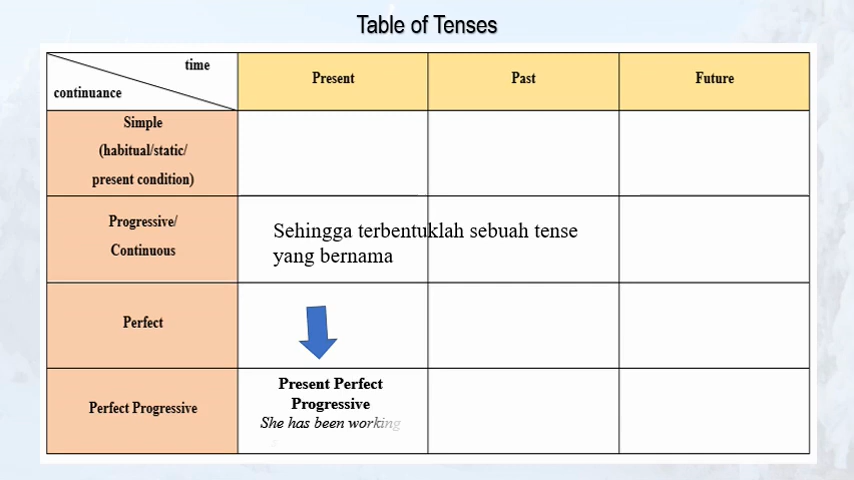 Table of Tenses
time
continuance
Present
Past
Future
Simple
(habitual/static/
present condition)
Progressive/
Continuous
Sehingga terbentuklah sebuah tense
yang bernama
Perfect
Perfect Progressive
Present Perfect
Progressive
She has been working